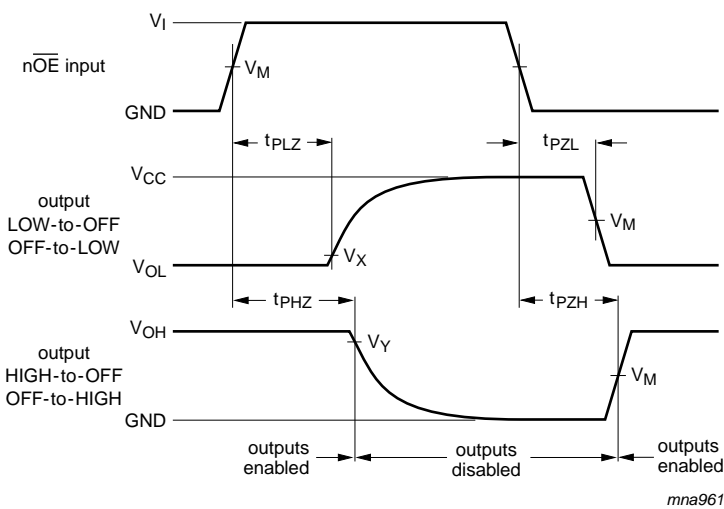 VI
nOE input
VM
GND
tPLZ
tPZL
VCC
output
LOW-to-OFF
OFF-to-LOW
VM
VX
VOL
tPHZ
tPZH
VOH
output
HIGH-to-OFF
OFF-to-HIGH
VY
VM
GND
outputs
enabled
outputs
disabled
outputs
enabled
mna961